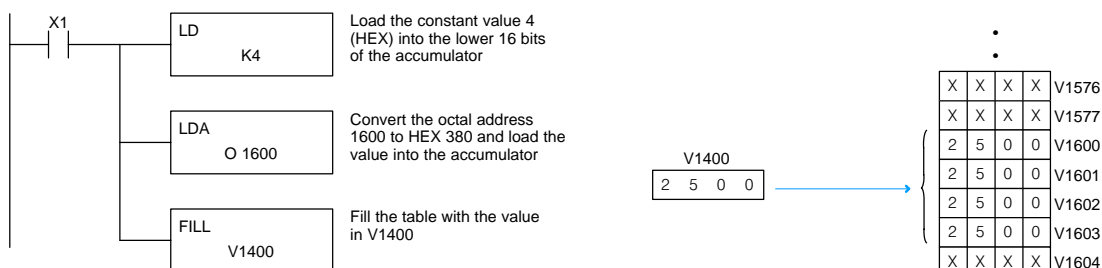 X1
LD
K4
Load the constant value 4
(HEX) into the lower 16 bits
of the accumulator
LDA
O 1600
Convert the octal address
1600 to HEX 380 and load the
value into the accumulator
FILL
V1400
Fill the table with the value
in V1400
V1400
2 5 0 0
X X X X V1576
X X X X V1577
2 5 0 0 V1600
2 5 0 0 V1601
2 5 0 0 V1602
2 5 0 0 V1603
X X X X V1604